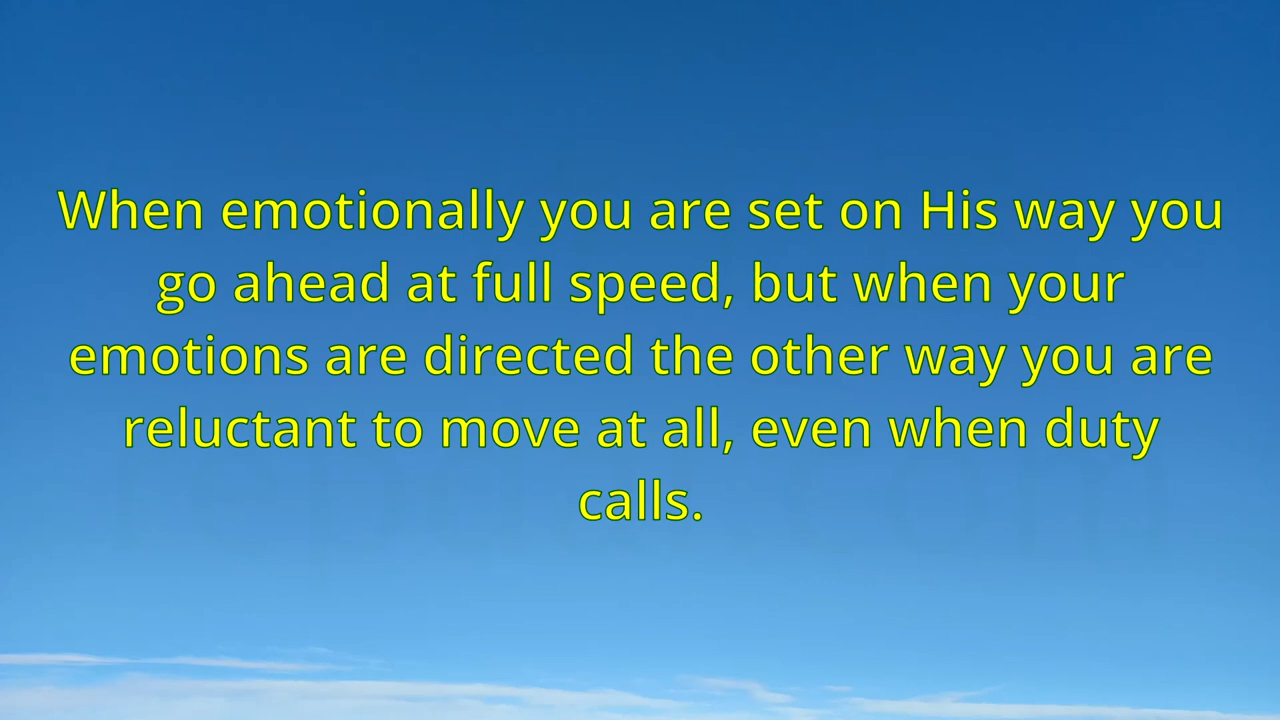 When emotionally you are set on His way you
go ahead at full speed, but when your
emotions are directed the other way you are
reluctant to move at all, even when duty
calls.